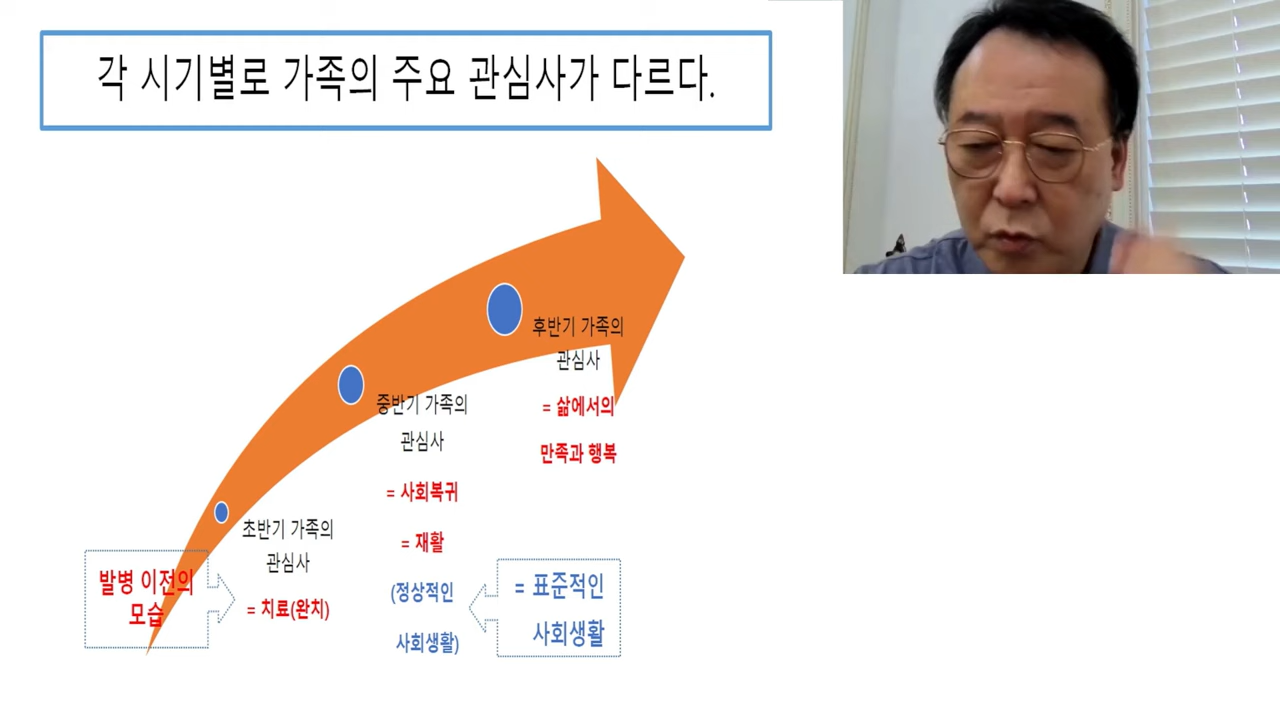 각 시기별로 가족의 주요 관심사가 다르다.
발병 이전의
모습
초반기 가족의
관심사
= 치료(완치)
중반기 가족의
관심사
= 사회복귀
= 재활
(정상적인
사회생활)
= 표준적인
사회생활
후반기 가족의
관심사
= 삶에서의
만족과 행복